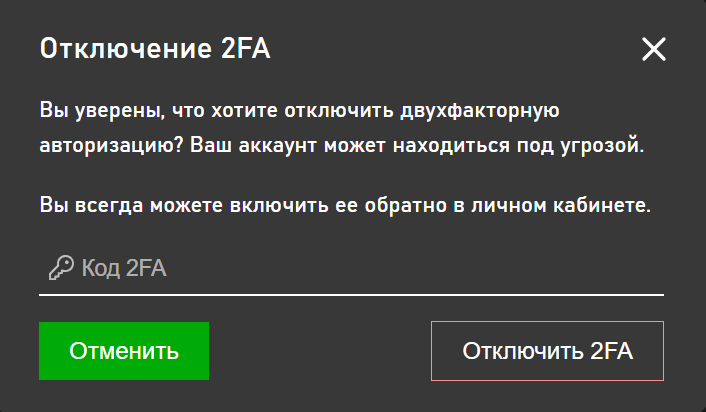 Отключение 2FA
Вы уверены, что хотите отключить двухфакторную
авторизацию? Ваш аккаунт может находиться под угрозой.
Вы всегда можете включить ее обратно в личном кабинете.
Код 2FA
Отменить
Отключить 2FA